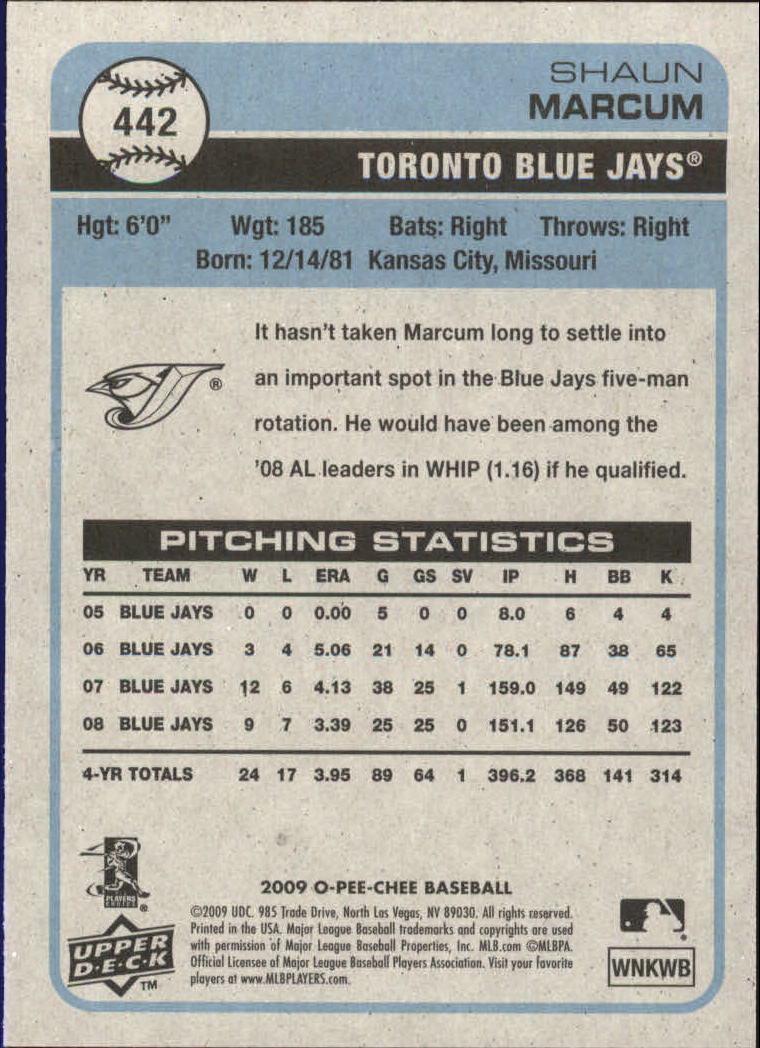 442
SHAUN
MARCUM
TORONTO BLUE JAYS®
Hgt: 6'0" Wgt: 185 Bats: Right Throws: Right
Born: 12/14/81 Kansas City, Missouri
It hasn't taken Marcum long to settle into
an important spot in the Blue Jays five-man
rotation. He would have been among the
'08 AL leaders in WHIP (1.16) if he qualified.
®
PITCHING STATISTICS
YR TEAM W L ERA G GS SV IP H BB K
05 BLUE JAYS 0 0 0.00 5 0 0 8.0 6 4 4
06 BLUE JAYS 3 4 5.06 21 14 0 78.1 87 38 65
07 BLUE JAYS 12 6 4.13 38 25 1 159.0 149 49 122
08 BLUE JAYS 9 7 3.39 25 25 0 151.1 126 50 123
4-YR TOTALS 24 17 3.95 89 64 1 396.2 368 141 314
PLAYERS
CHOICE ®
2009 O-PEE-CHEE BASEBALL
©2009 UDC. 985 Trade Drive, North Las Vegas, NV 89030. All rights reserved.
Printed in the USA. Major League Baseball trademarks and copyrights are used
with permission of Major League Baseball Properties, Inc. MLB.com ©MLBPA.
Official Licensee of Major League Baseball Players Association. Visit your favorite
players at www.MLBPLAYERS.com.
UPPER
D·E·C·K
TM
®
WNKWB